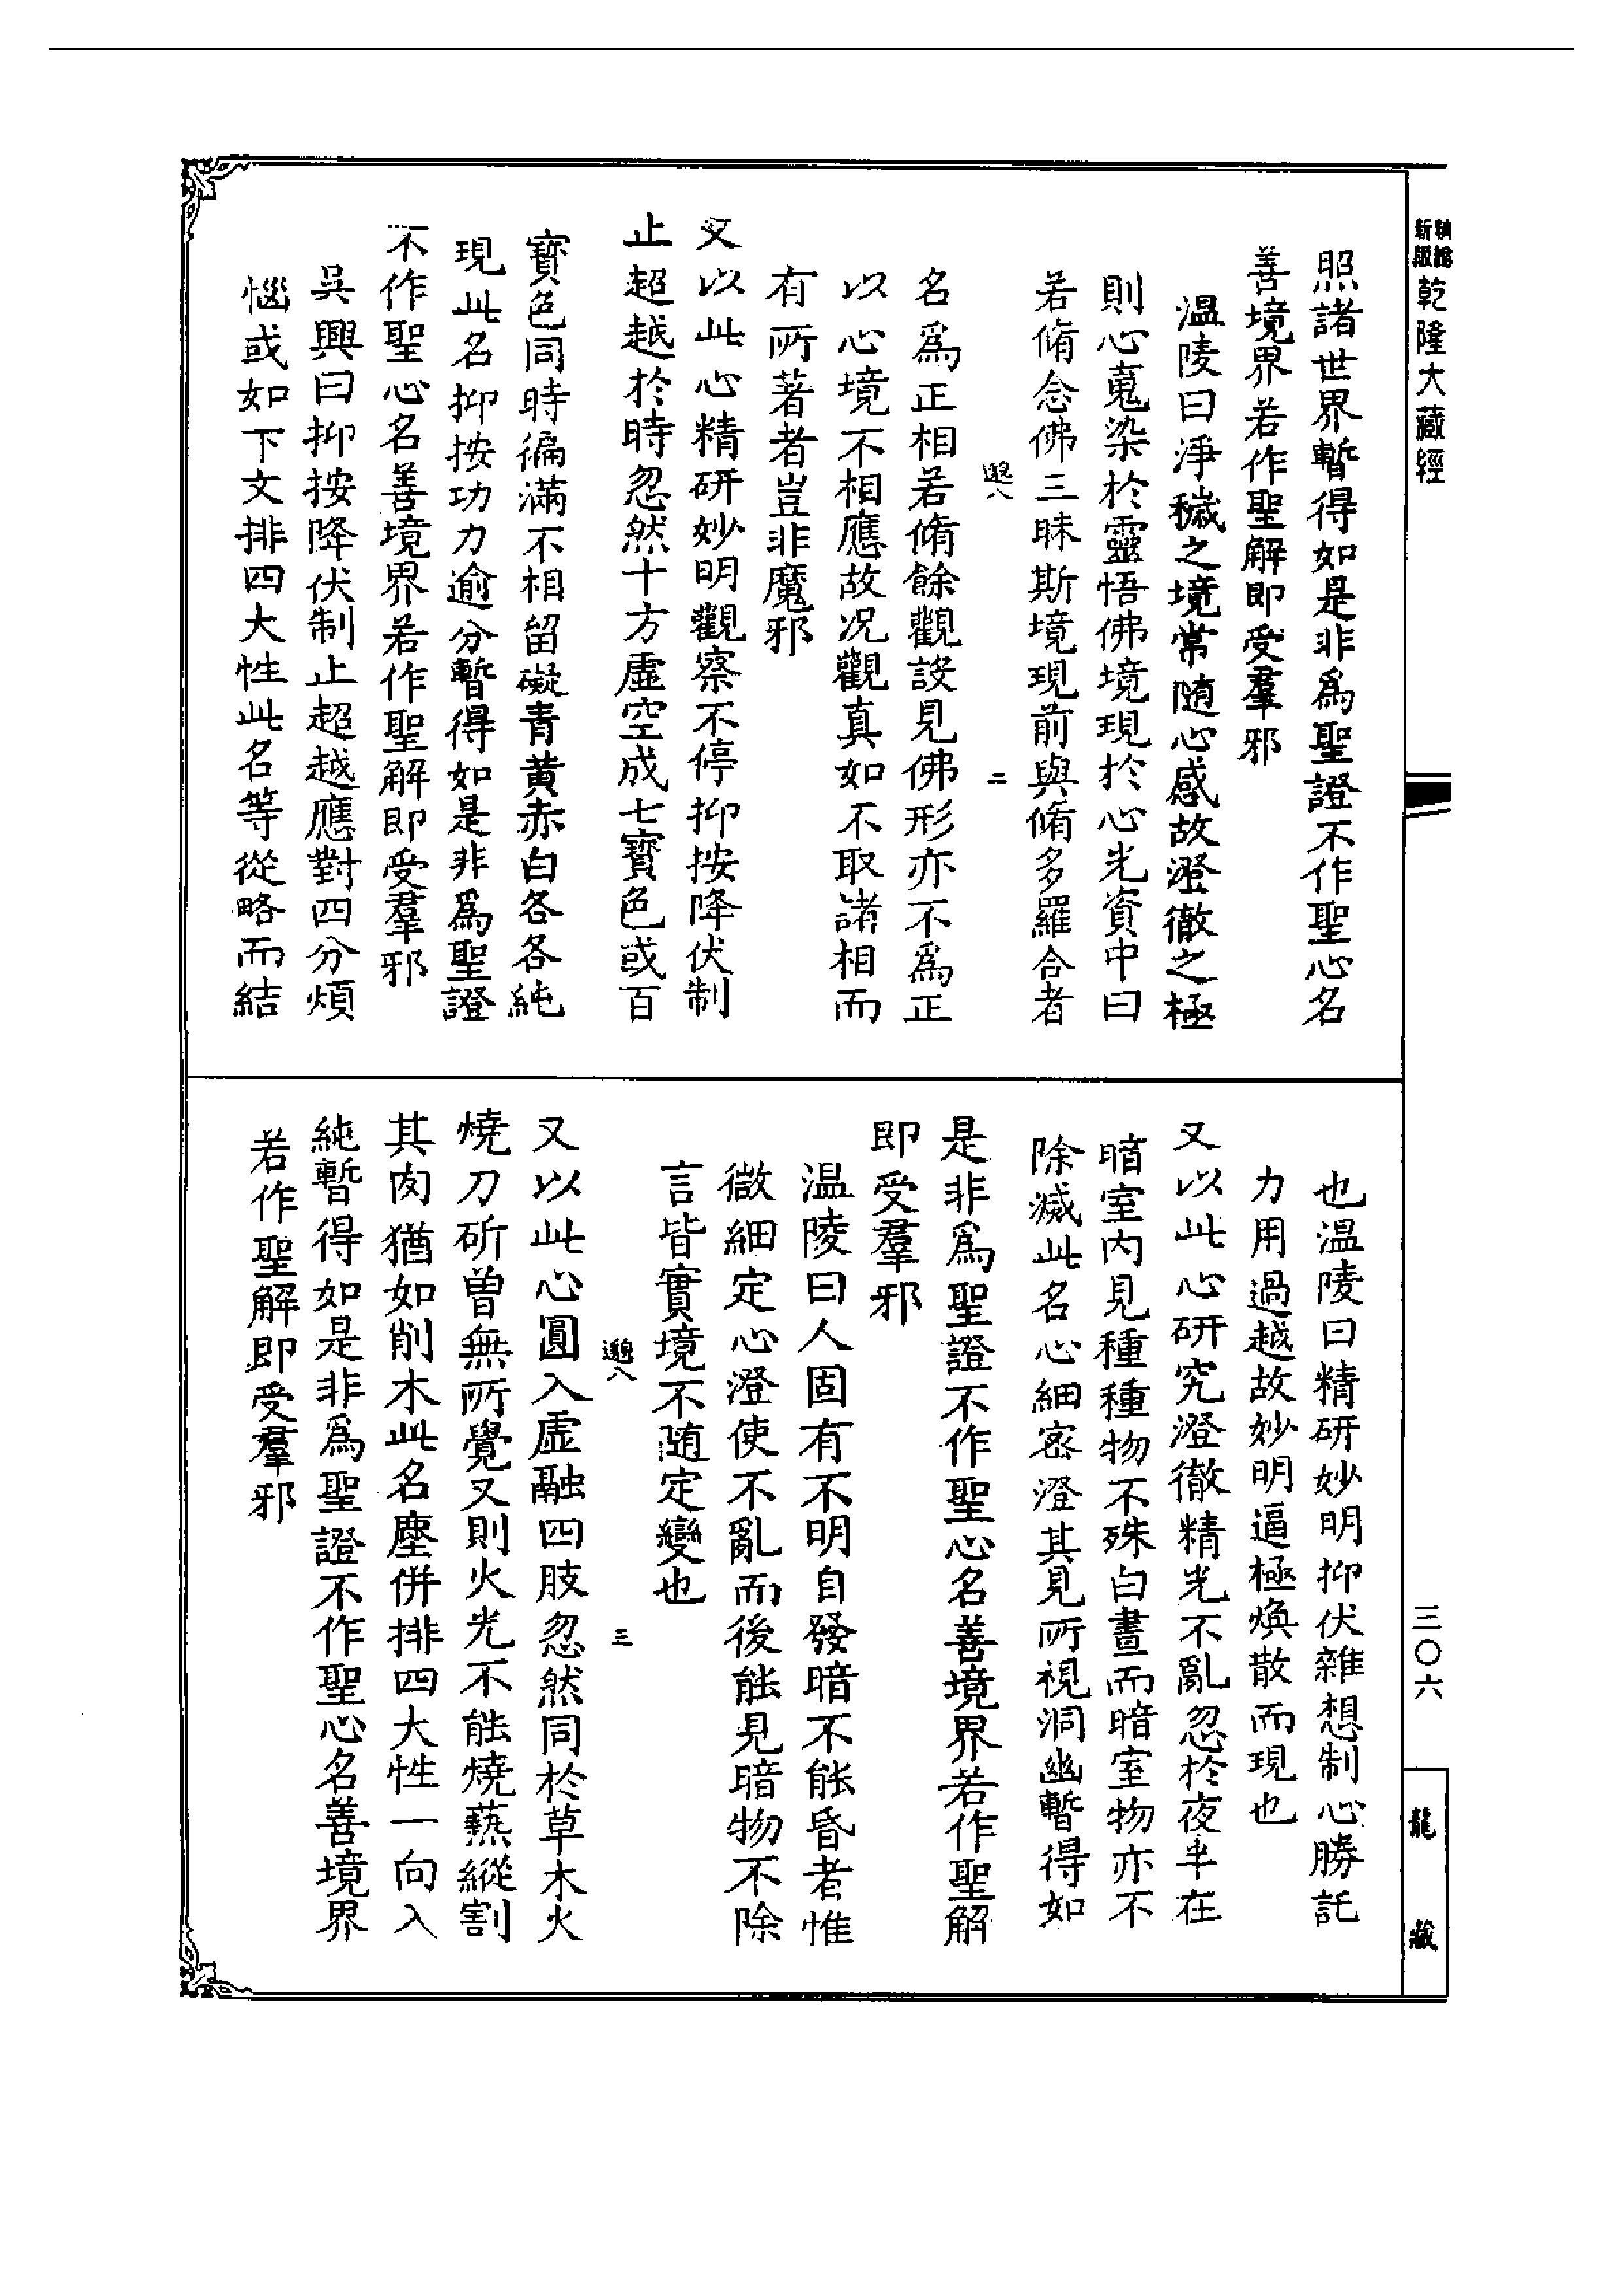 精編
新版
乾隆大藏經
照諸世界暫得如是非為聖證不作聖心名
善境界若作聖解即受羣邪
温陵曰淨穢之境常随心感故澄徹之極
則心蒐染於靈悟佛境現於心光資中曰
若脩念佛三昧斯境現前與脩多羅合者
邈八
二
名為正相若脩餘觀設見佛形亦不為正
以心境不相應故况觀真如不取諸相而
有所著者豈非魔邪
又以此心精研妙明觀察不停抑按降伏制
止超越於時忽然十方虛空成七寶色或百
寶色同時徧滿不相留礙青黄赤白各各純
現此名抑按功力逾分暫得如是非為聖證
不作聖心名善境界若作聖解即受羣邪
吳興曰抑按降伏制止超越應對四分煩
惱或如下文排四大性此名等從略而結
也温陵曰精研妙明抑伏雜想制心勝託
力用過越故妙明逼極煥散而現也
又以此心研究澄徹精光不亂忽於夜半在
暗室内見種種物不殊白晝而暗室物亦不
除滅此名心細密澄其見所視洞幽暫得如
是非為聖證不作聖心名善境界若作聖解
即受羣邪
温陵曰人固有不明自發暗不能昏者惟
微細定心澄使不亂而後能見暗物不除
言皆實境不随定變也
邈八
三
又以此心圓入虛融四肢忽然同於草木火
燒刀斫曾無所覺又則火光不能燒爇縱割
其肉猶如削木此名塵併排四大性一向入
純暫得如是非為聖證不作聖心名善境界
若作聖解即受羣邪
三〇六
龍藏